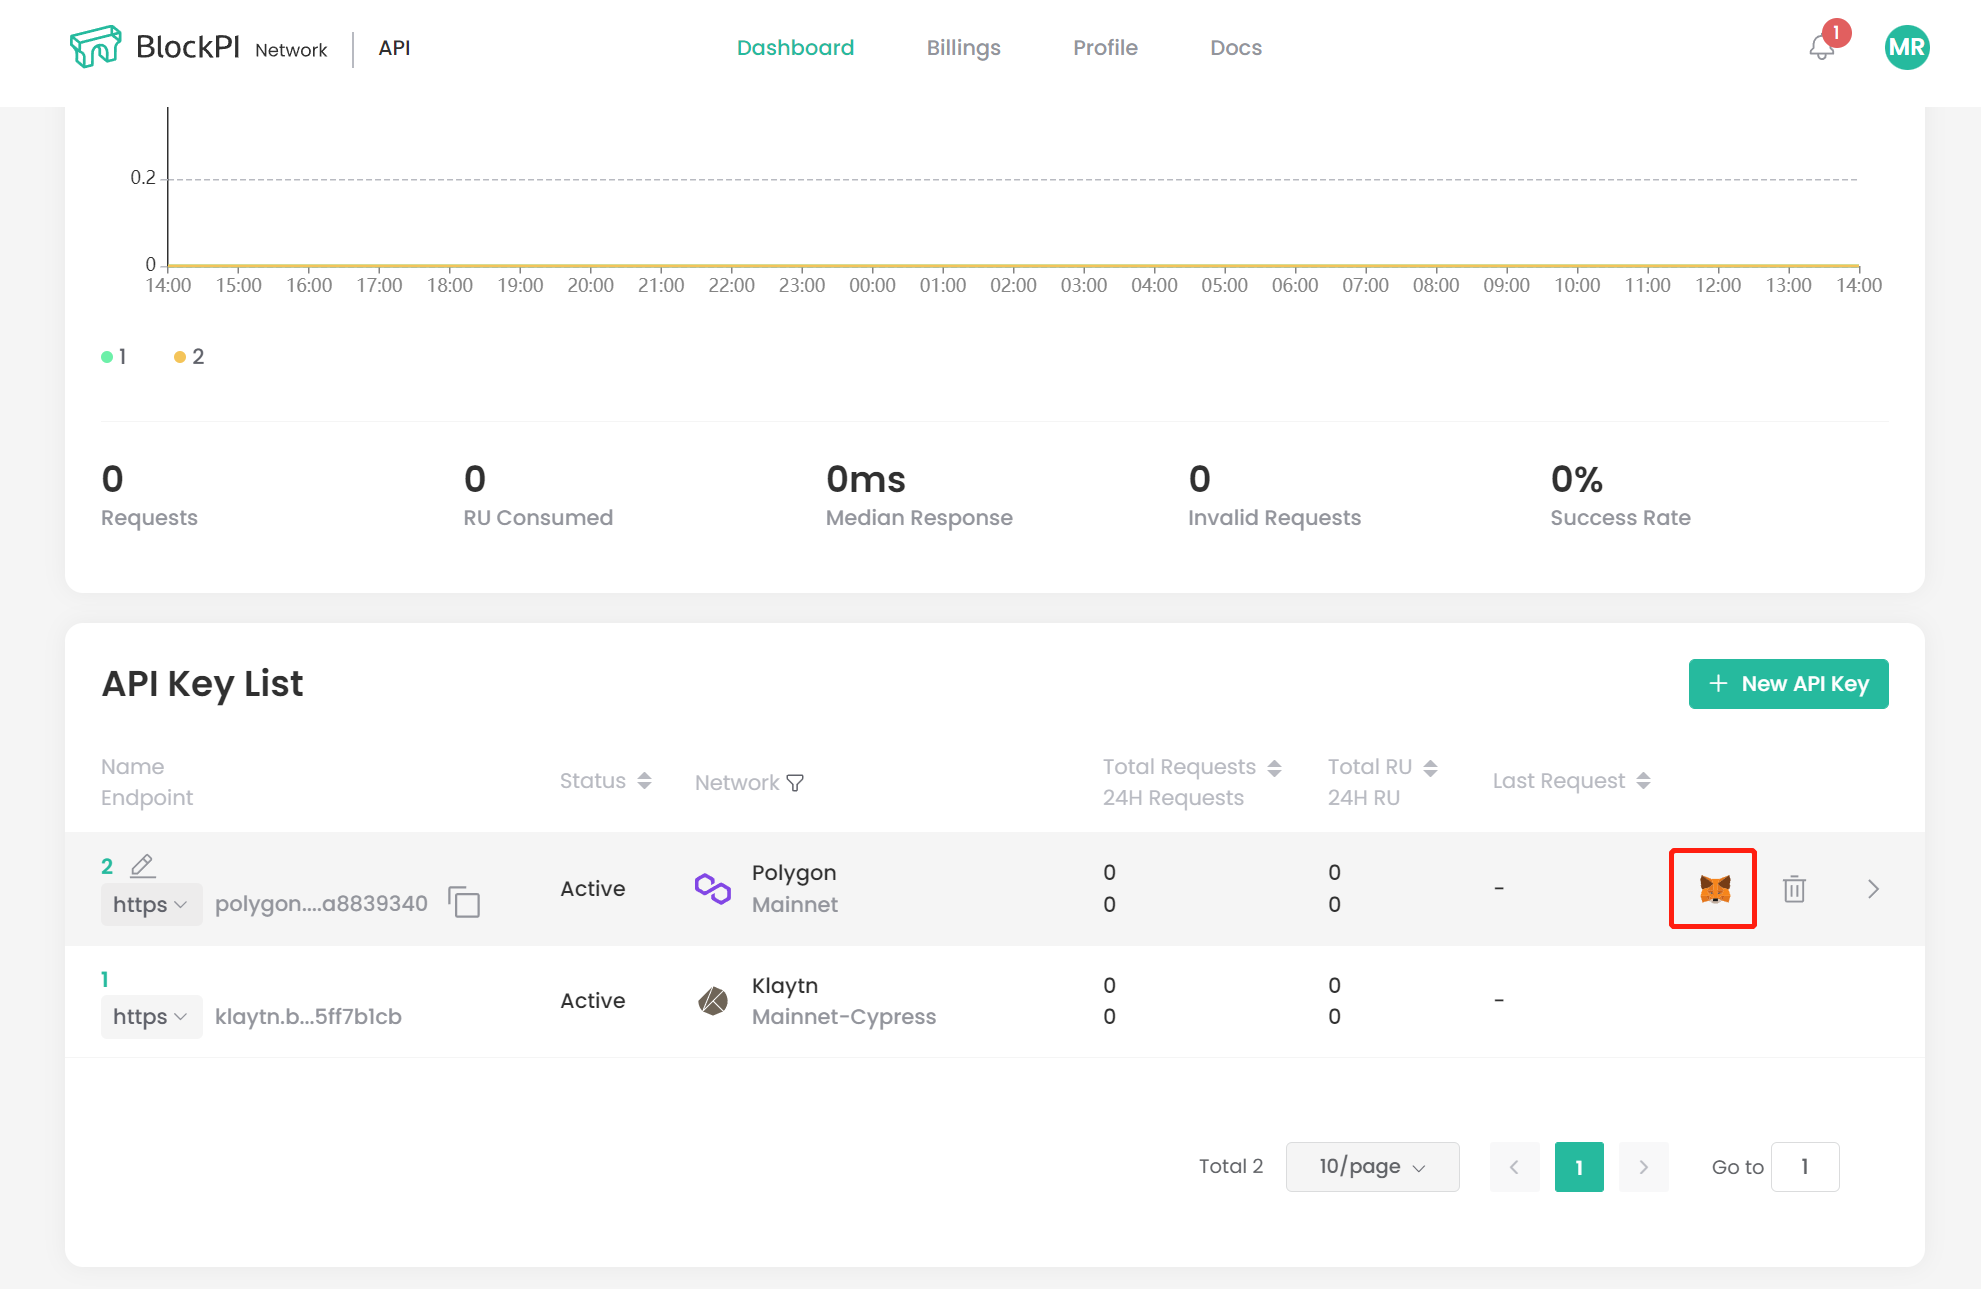 BlockPI Network API
Dashboard Billings Profile Docs
1
MR
0.2
0
14:00 15:00 16:00 17:00 18:00 19:00 20:00 21:00 22:00 23:00 00:00 01:00 02:00 03:00 04:00 05:00 06:00 07:00 08:00 09:00 10:00 11:00 12:00 13:00 14:00
1 2
0 0 0ms 0 0%
Requests RU Consumed Median Response Invalid Requests Success Rate
API Key List
+ New API Key
Name Status Network Total Requests Total RU Last Request
Endpoint 24H Requests 24H RU
2 Active Polygon 0 0 -
https polygon....a8839340 Mainnet 0 0
1 Active Klaytn 0 0 -
https klaytn.b...5ff7b1cb Mainnet-Cypress 0 0
Total 2 10/page < 1 > Go to 1